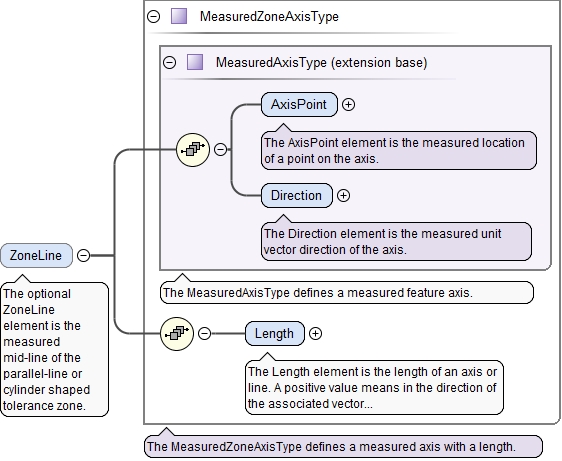 MeasuredZoneAxisType
MeasuredAxisType (extension base)
AxisPoint
The AxisPoint element is the measured location
of a point on the axis.
Direction
The Direction element is the measured unit
vector direction of the axis.
ZoneLine
The optional
ZoneLine
element is the
measured
mid-line of the
parallel-line or
cylinder shaped
tolerance zone.
The MeasuredAxisType defines a measured feature axis.
Length
The Length element is the length of an axis or
line. A positive value means in the direction of
the associated vector...
The MeasuredZoneAxisType defines a measured axis with a length.